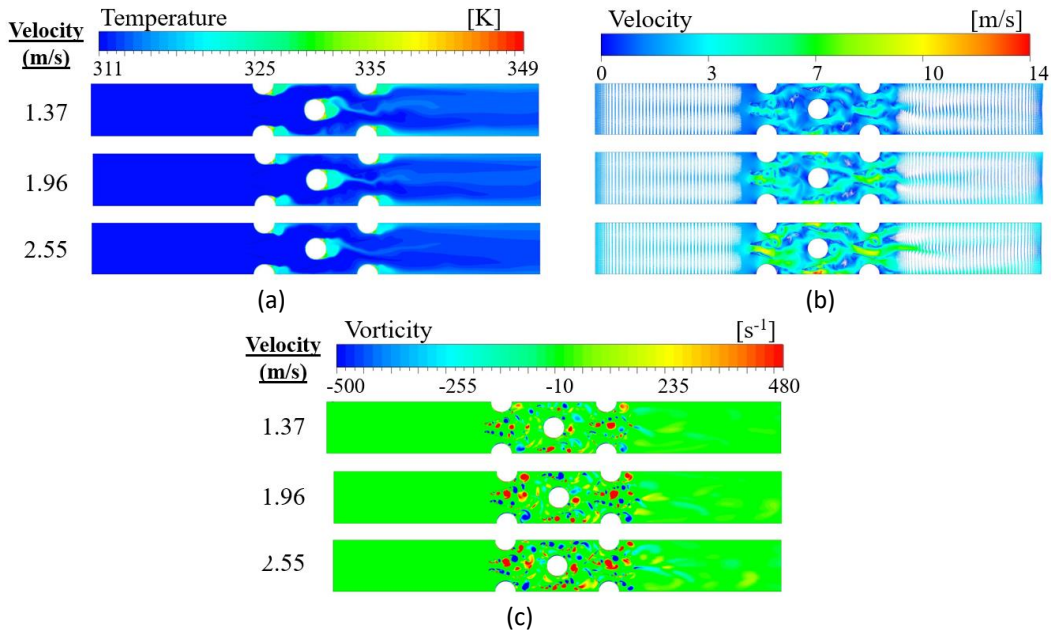 Temperature [K]
Velocity
(m/s)
311 325 335 349
1.37
1.96
2.55
(a)
Velocity [m/s]
0 3 7 10 14
(b)
Vorticity [s-1]
Velocity
(m/s)
-500 -255 -10 235 480
1.37
1.96
2.55
(c)